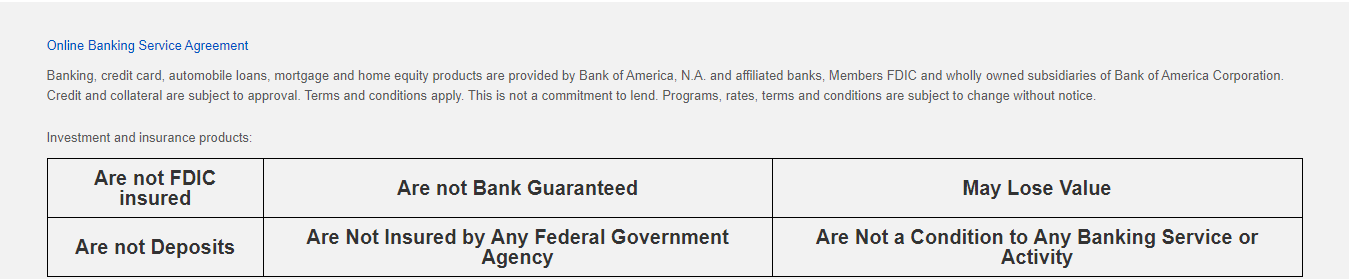 Online Banking Service Agreement
Banking, credit card, automobile loans, mortgage and home equity products are provided by Bank of America, N.A. and affiliated banks, Members FDIC and wholly owned subsidiaries of Bank of America Corporation.
Credit and collateral are subject to approval. Terms and conditions apply. This is not a commitment to lend. Programs, rates, terms and conditions are subject to change without notice.
Investment and insurance products:
Are not FDIC
insured
Are not Bank Guaranteed
May Lose Value
Are not Deposits
Are Not Insured by Any Federal Government
Agency
Are Not a Condition to Any Banking Service or
Activity